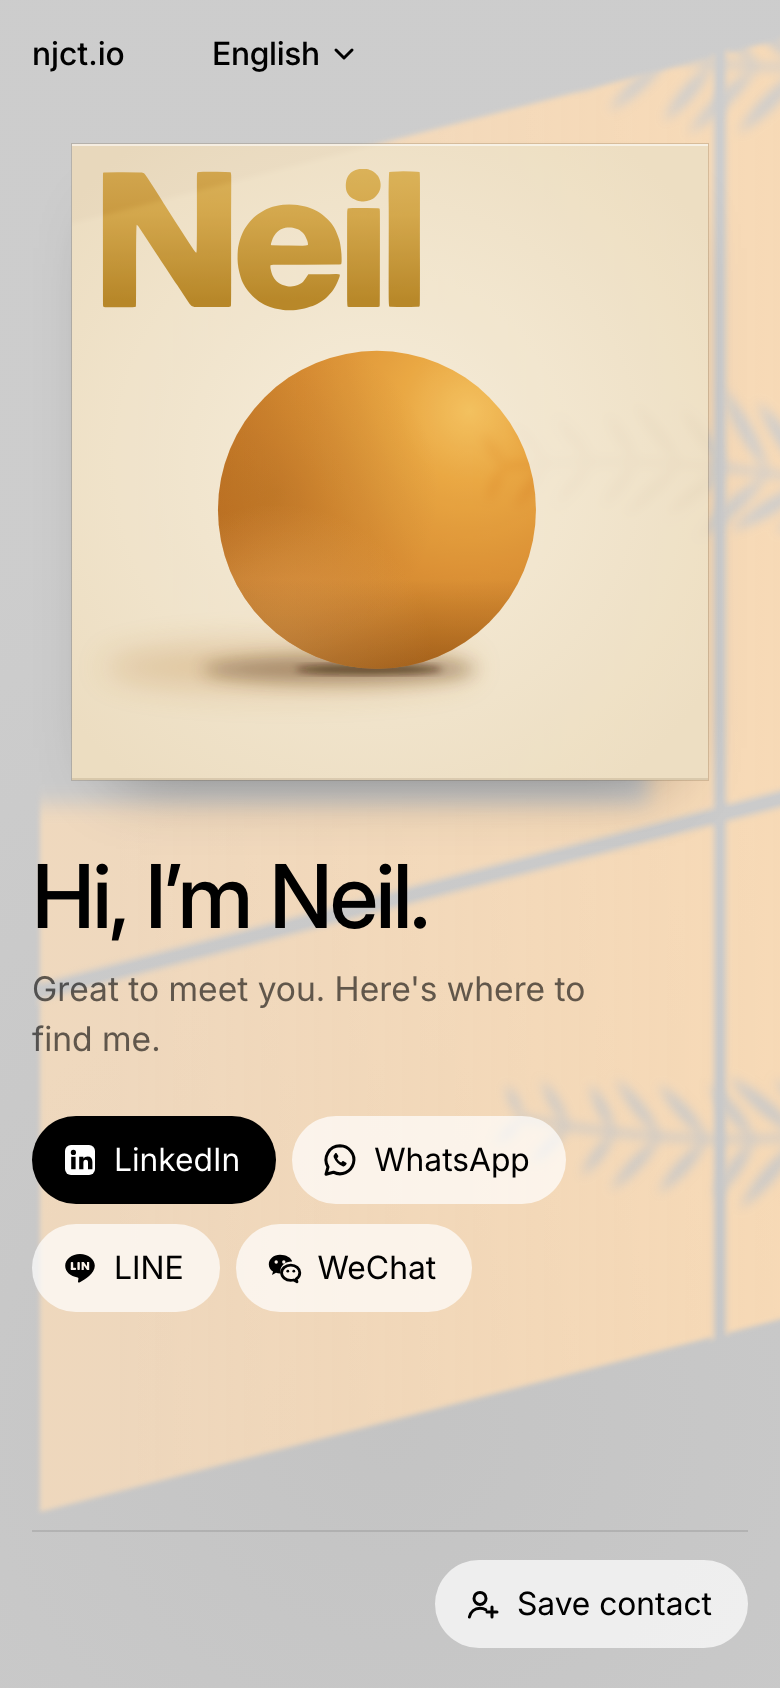 njct.io
English
Neil
Hi, I’m Neil.
Great to meet you. Here's where to
find me.
LinkedIn
WhatsApp
LINE
WeChat
Save contact